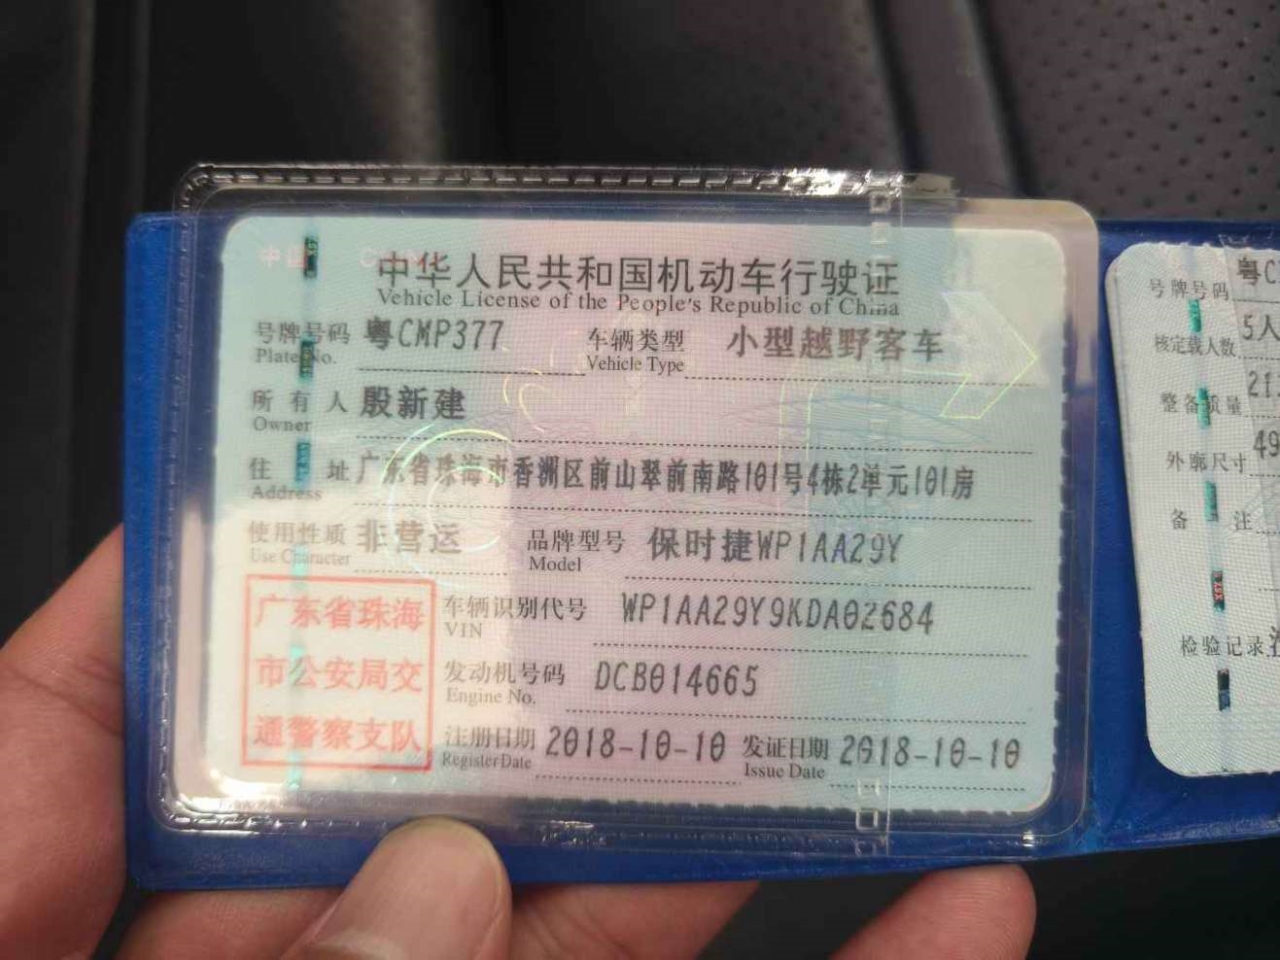 中华人民共和国机动车行驶证
Vehicle License of the People's Republic of China
号牌号码 粤CMP377 车辆类型 小型越野客车
Plate No. Vehicle Type
所有人 殷新建
Owner
住址 广东省珠海市香洲区前山翠前南路101号4栋2单元101房
Address
使用性质 非营运 品牌型号 保时捷WP1AA29Y
Use Character Model
广东省珠海
市公安局交
通警察支队
车辆识别代号 WP1AA29Y9KDA02684
VIN
发动机号码 DCB014665
Engine No.
注册日期 2018-10-10 发证日期 2018-10-10
Register Date Issue Date
号牌号码 粤C
核定载人数 5人
整备质量 21
外廓尺寸 49
备注
检验记录